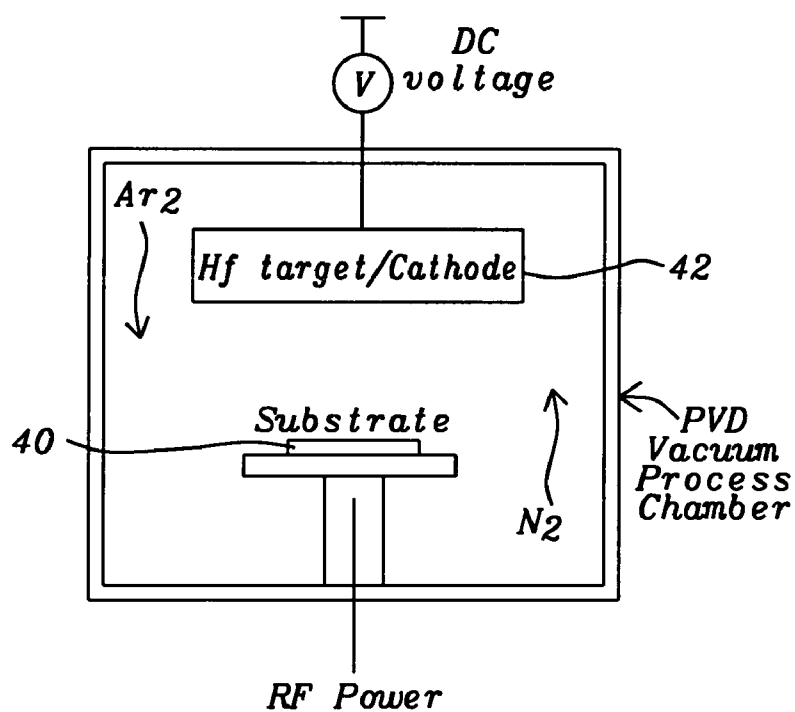 DC
voltage
V
Ar2
Hf target/Cathode
42
Substrate
40
PVD
Vacuum
Process
Chamber
N2
RF Power